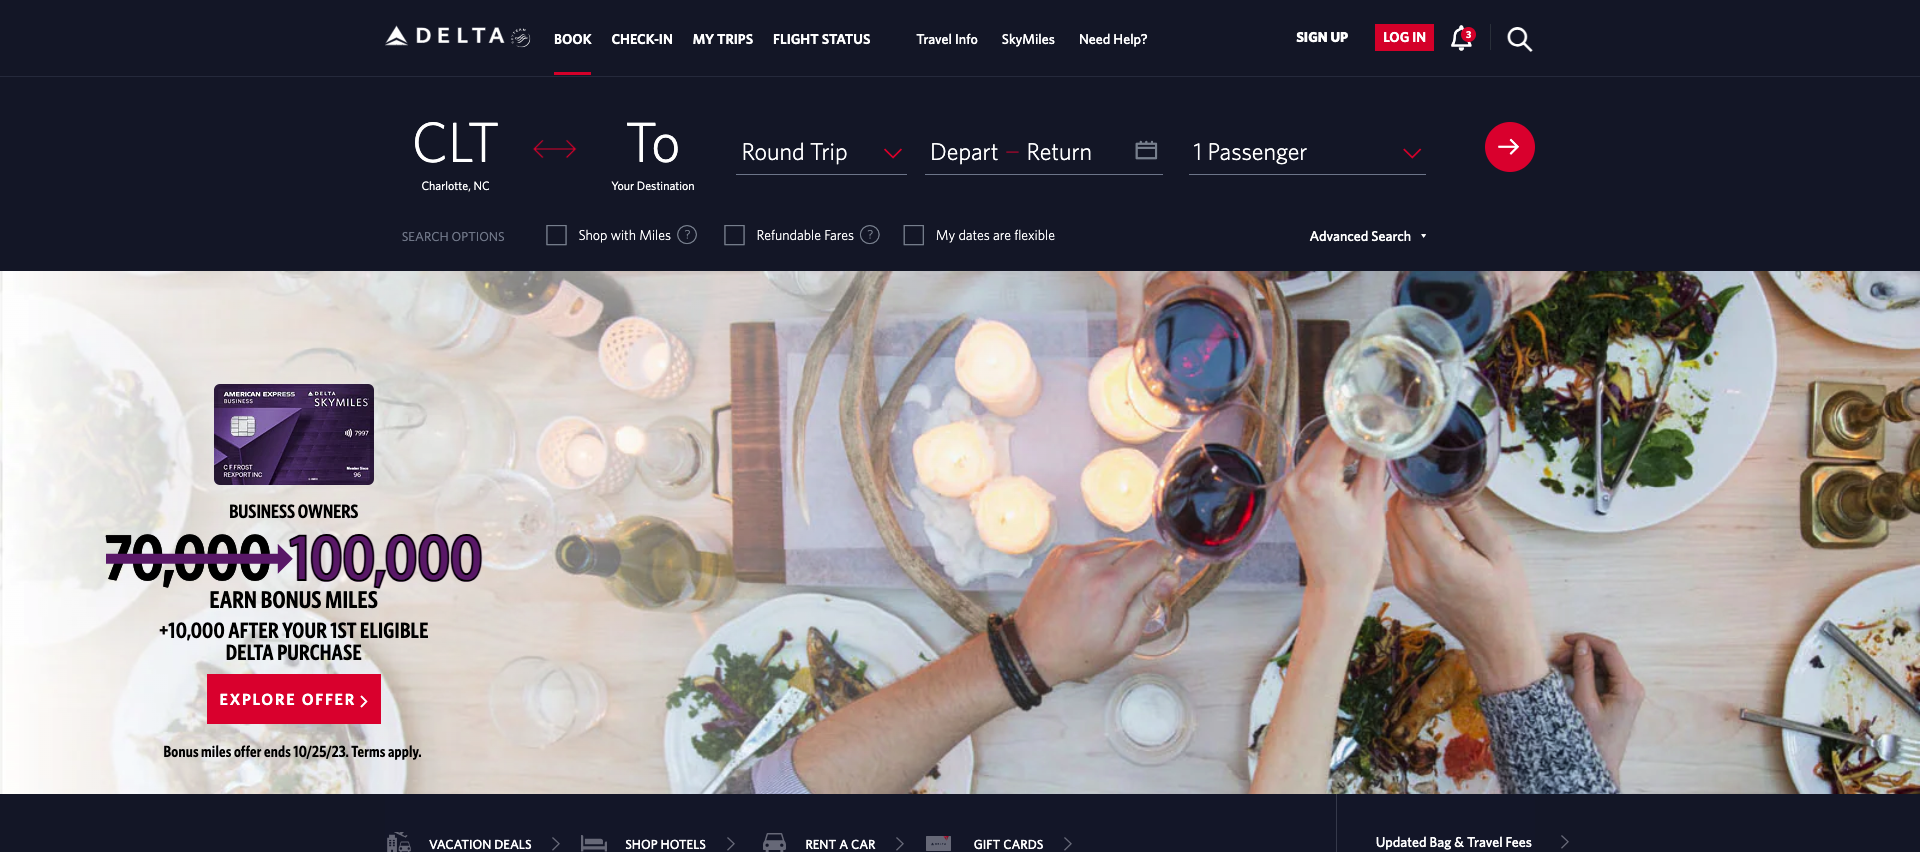 DELTA
BOOK
CHECK-IN
MY TRIPS
FLIGHT STATUS
Travel Info
SkyMiles
Need Help?
SIGN UP
LOG IN
3
CLT
Charlotte, NC
To
Your Destination
Round Trip
Depart – Return
1 Passenger
SEARCH OPTIONS
Shop with Miles ?
Refundable Fares ?
My dates are flexible
Advanced Search
AMERICAN EXPRESS
BUSINESS
DELTA
SKYMILES
7997
C F FROST
REXPORT INC
Member Since
96
BUSINESS OWNERS
70,000 100,000
EARN BONUS MILES
+10,000 AFTER YOUR 1ST ELIGIBLE
DELTA PURCHASE
EXPLORE OFFER
Bonus miles offer ends 10/25/23. Terms apply.
VACATION DEALS
SHOP HOTELS
RENT A CAR
GIFT CARDS
Updated Bag & Travel Fees